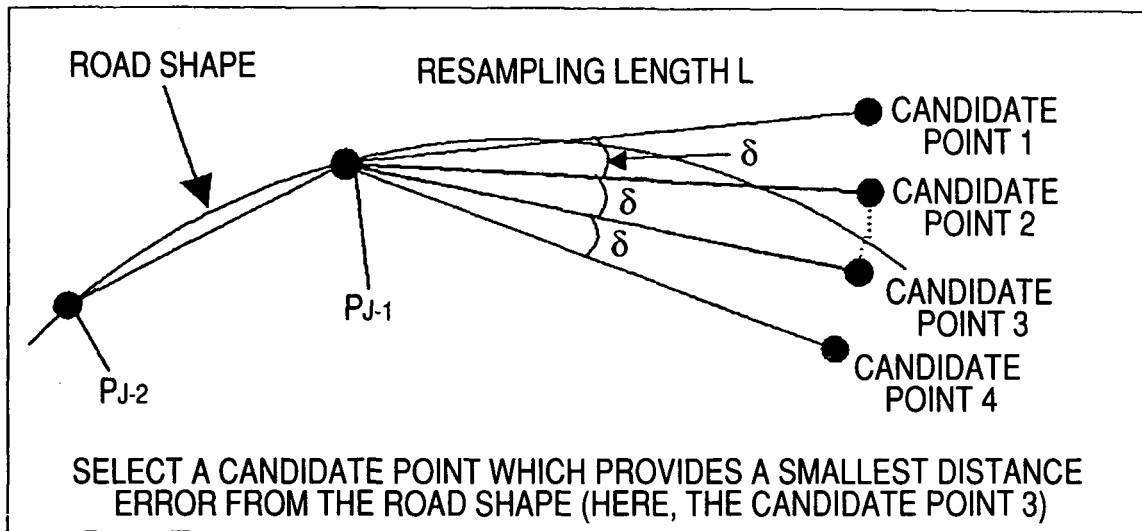 ROAD SHAPE
RESAMPLING LENGTH L
CANDIDATE
POINT 1
δ
CANDIDATE
POINT 2
δ
δ
CANDIDATE
POINT 3
PJ-1
CANDIDATE
POINT 4
PJ-2
SELECT A CANDIDATE POINT WHICH PROVIDES A SMALLEST DISTANCE
ERROR FROM THE ROAD SHAPE (HERE, THE CANDIDATE POINT 3)